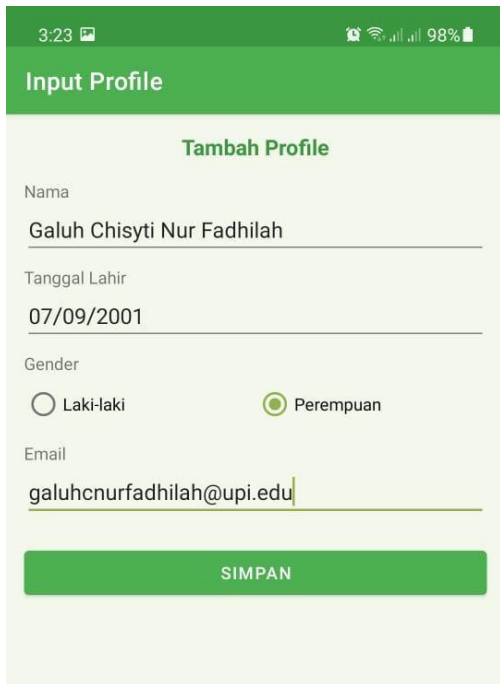 3:23 98%
Input Profile
Tambah Profile
Nama
Galuh Chisyti Nur Fadhilah
Tanggal Lahir
07/09/2001
Gender
Laki-laki Perempuan
Email
galuhcnurfadhilah@upi.edu
SIMPAN